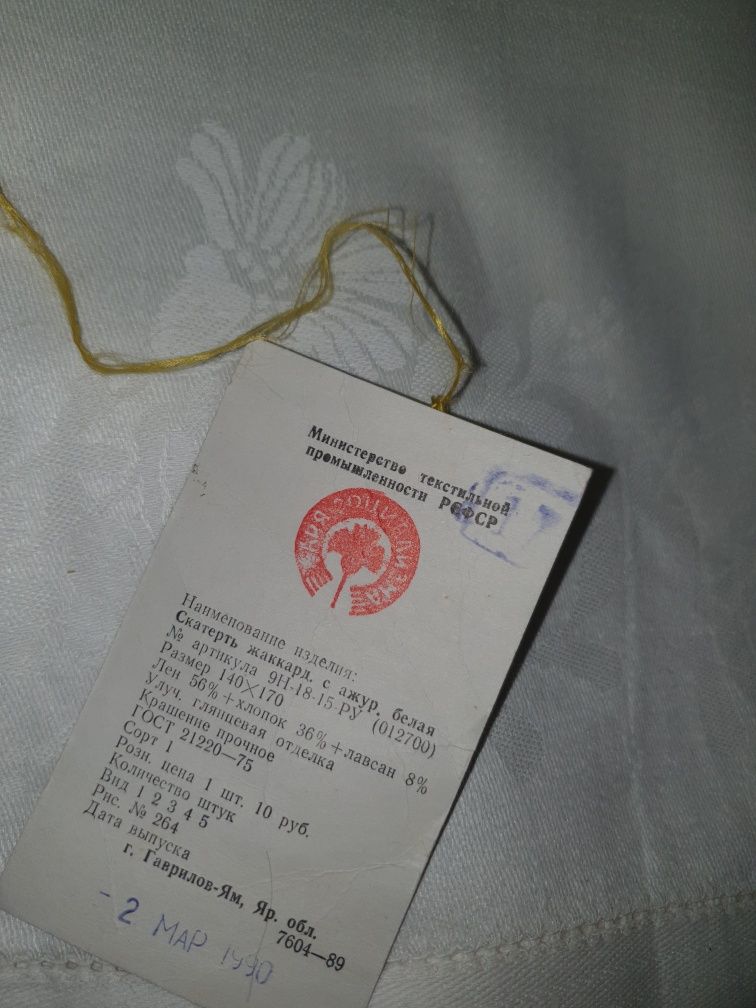 Министерство текстильной
промышленности РСФСР
ЗАРЯ СОЦИАЛИЗМА
Наименование изделия:
Скатерть жаккард. с ажур. белая
№ артикула 9Н-18-15-РУ (012700)
Размер 140×170
Лен 56%+хлопок 36%+лавсан 8%
Улуч. глянцевая отделка
Крашение прочное
ГОСТ 21220—75
Сорт 1
Розн. цена 1 шт. 10 руб.
Количество штук
Вид 1 2 3 4 5
Рис. № 264
Дата выпуска
г. Гаврилов-Ям, Яр. обл.
7604—89
- 2 МАР 1990